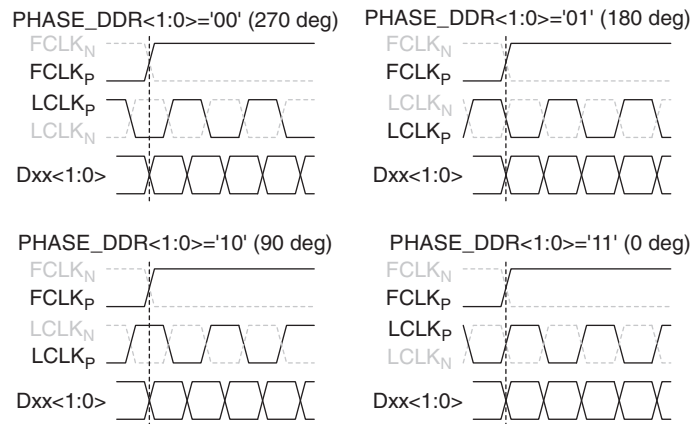 PHASE_DDR<1:0>='00' (270 deg)
FCLKN
FCLKP
LCLKP
LCLKN
Dxx<1:0>
PHASE_DDR<1:0>='01' (180 deg)
FCLKN
FCLKP
LCLKN
LCLKP
Dxx<1:0>
PHASE_DDR<1:0>='10' (90 deg)
FCLKN
FCLKP
LCLKN
LCLKP
Dxx<1:0>
PHASE_DDR<1:0>='11' (0 deg)
FCLKN
FCLKP
LCLKP
LCLKN
Dxx<1:0>